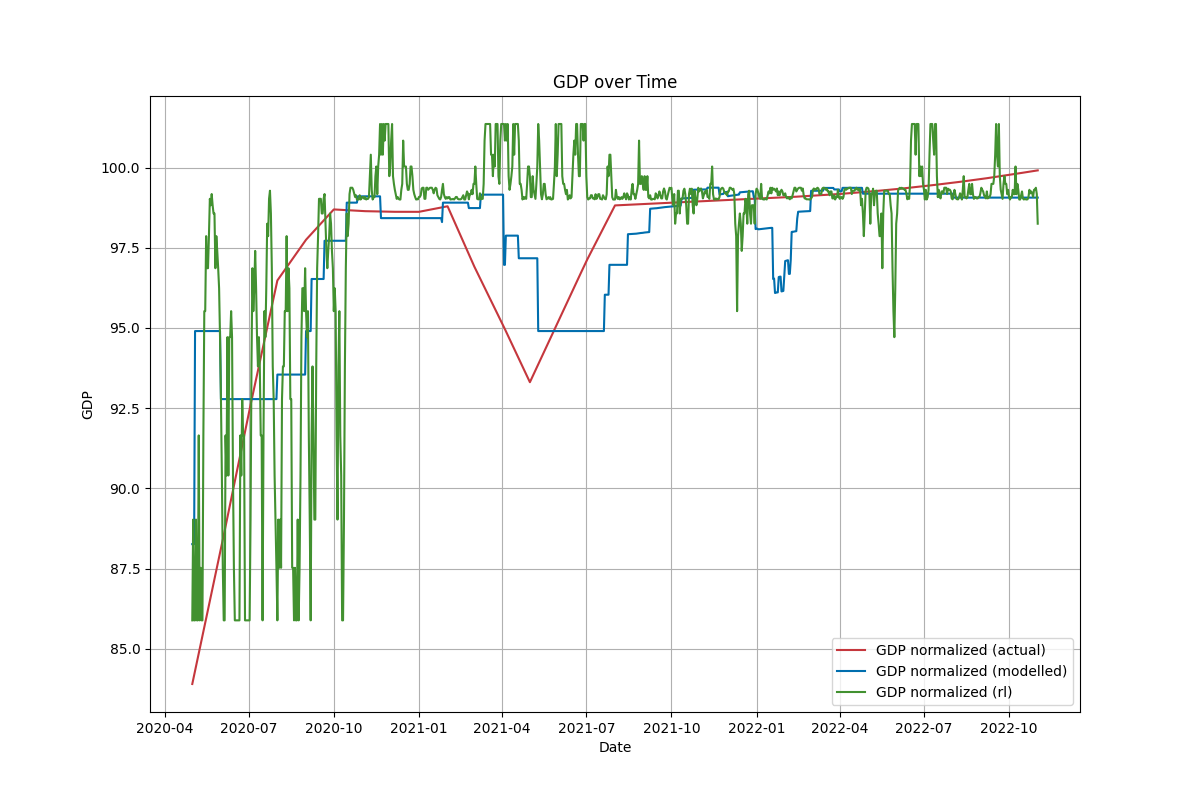 GDP over Time
GDP
100.0
97.5
95.0
92.5
90.0
87.5
85.0
2020-04 2020-07 2020-10 2021-01 2021-04 2021-07 2021-10 2022-01 2022-04 2022-07 2022-10
Date
GDP normalized (actual)
GDP normalized (modelled)
GDP normalized (rl)